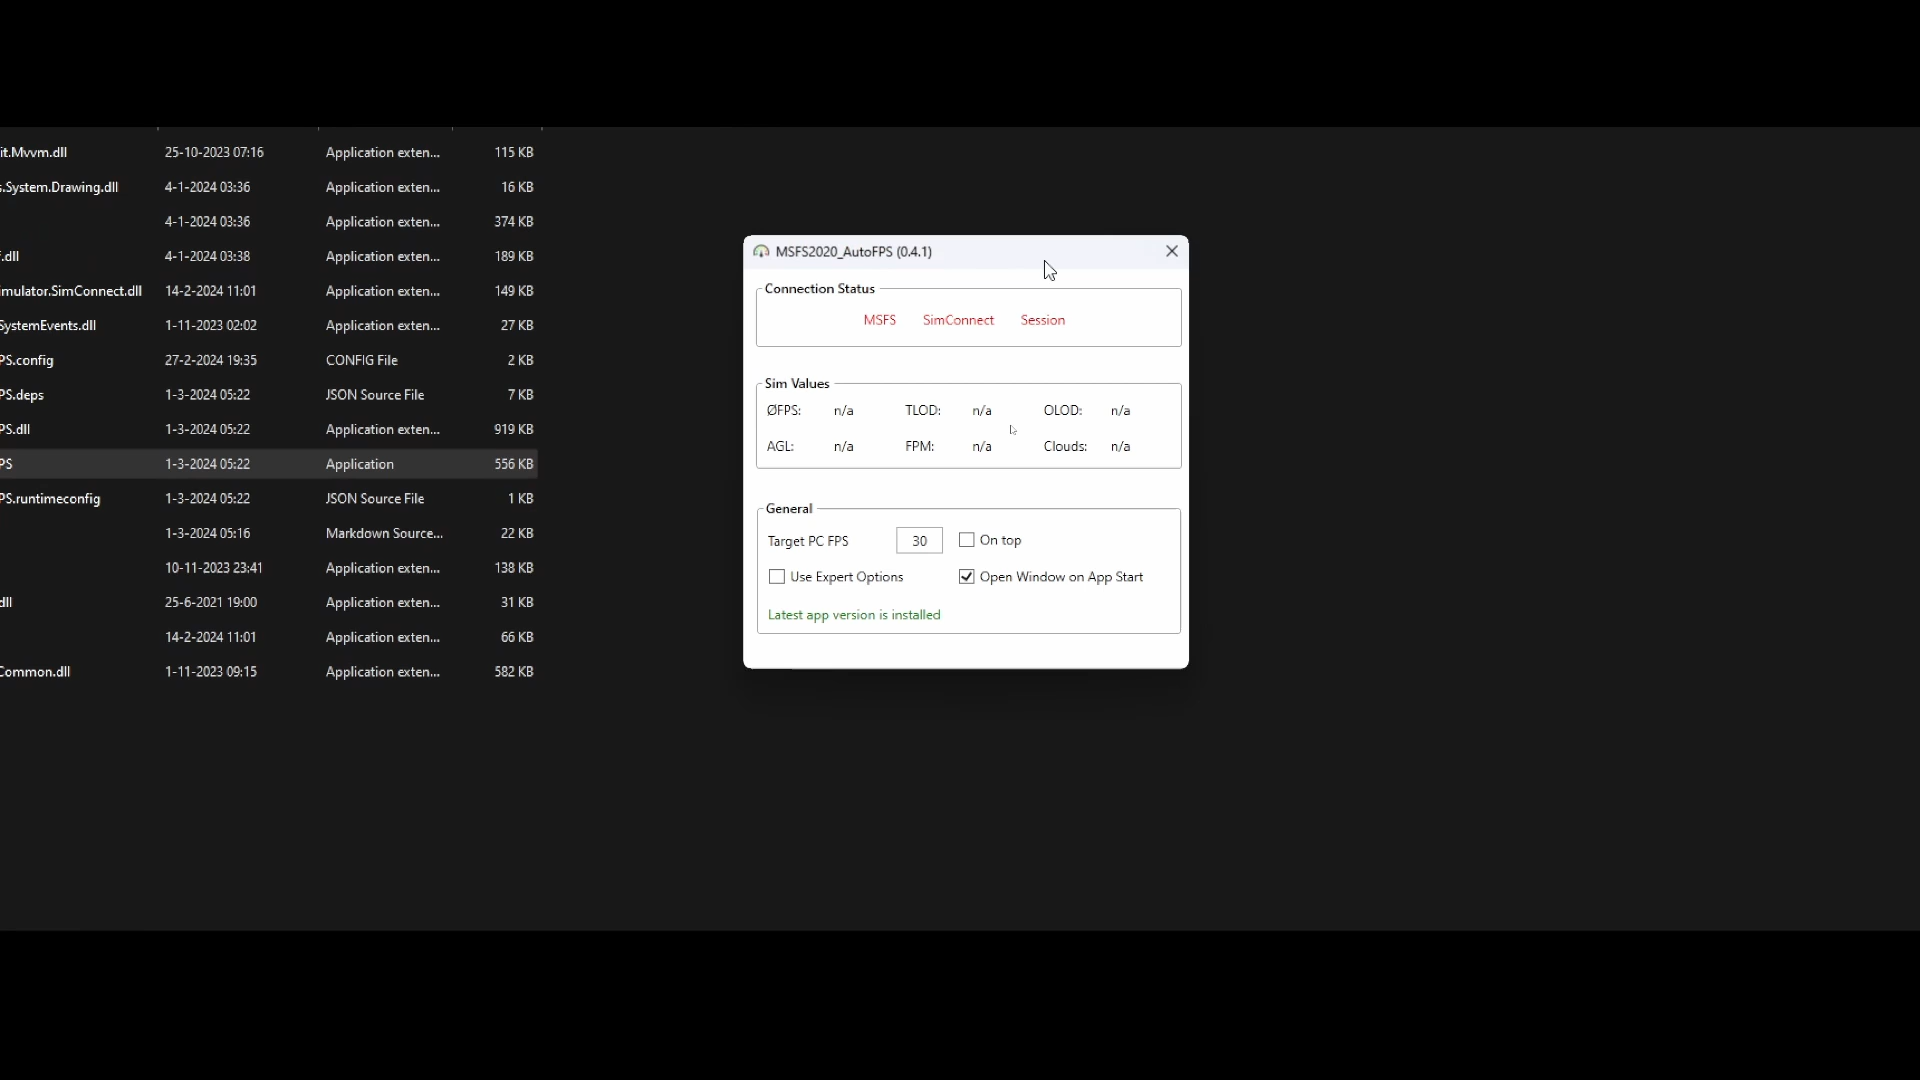 it.Mvvm.dll 25-10-2023 07:16 Application exten... 115 KB
s.System.Drawing.dll 4-1-2024 03:36 Application exten... 16 KB
4-1-2024 03:36 Application exten... 374 KB
f.dll 4-1-2024 03:38 Application exten... 189 KB
imulator.SimConnect.dll 14-2-2024 11:01 Application exten... 149 KB
SystemEvents.dll 1-11-2023 02:02 Application exten... 27 KB
PS.config 27-2-2024 19:35 CONFIG File 2 KB
PS.deps 1-3-2024 05:22 JSON Source File 7 KB
PS.dll 1-3-2024 05:22 Application exten... 919 KB
PS 1-3-2024 05:22 Application 556 KB
PS.runtimeconfig 1-3-2024 05:22 JSON Source File 1 KB
1-3-2024 05:16 Markdown Source... 22 KB
10-11-2023 23:41 Application exten... 138 KB
dll 25-6-2021 19:00 Application exten... 31 KB
14-2-2024 11:01 Application exten... 66 KB
Common.dll 1-11-2023 09:15 Application exten... 582 KB
MSFS2020_AutoFPS (0.4.1)
Connection Status
MSFS SimConnect Session
Sim Values
ØFPS: n/a TLOD: n/a OLOD: n/a
AGL: n/a FPM: n/a Clouds: n/a
General
Target PC FPS 30 On top
Use Expert Options Open Window on App Start
Latest app version is installed